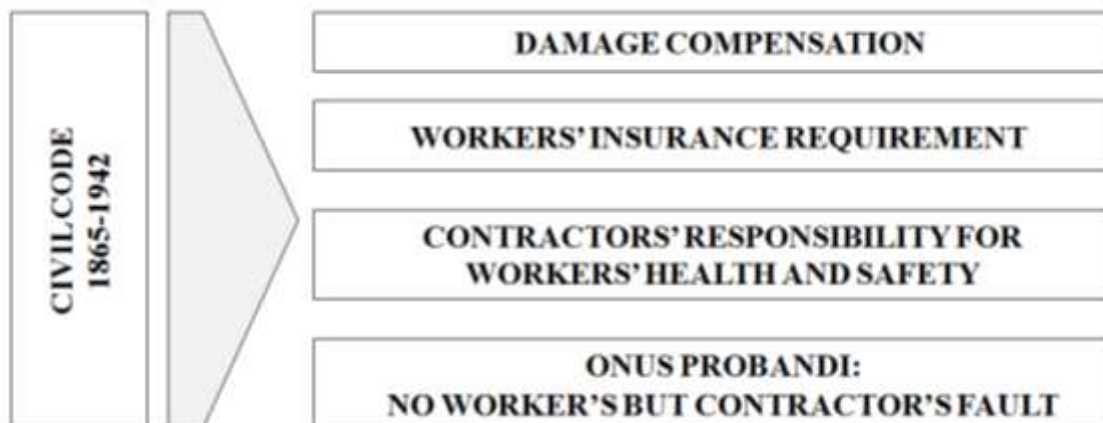 CIVIL CODE
1865-1942
DAMAGE COMPENSATION
WORKERS' INSURANCE REQUIREMENT
CONTRACTORS' RESPONSIBILITY FOR
WORKERS' HEALTH AND SAFETY
ONUS PROBANDI:
NO WORKER'S BUT CONTRACTOR'S FAULT